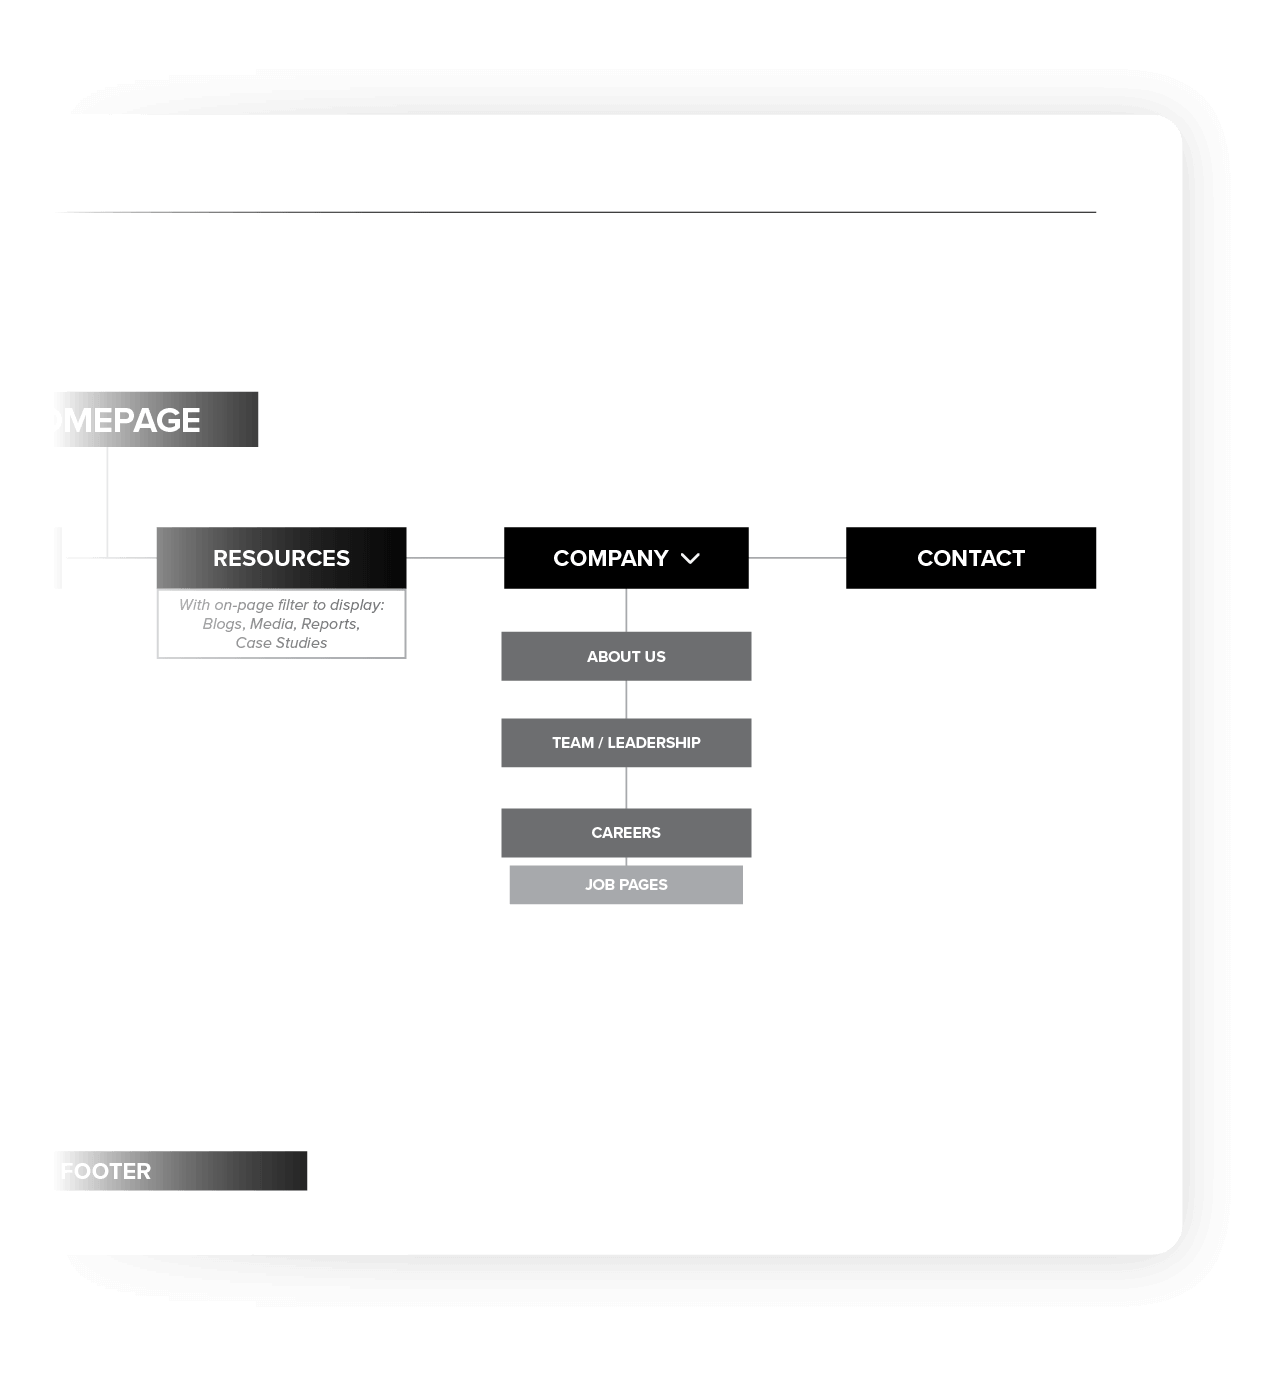 OMEPAGE
RESOURCES
COMPANY
CONTACT
With on-page filter to display:
Blogs, Media, Reports,
Case Studies
ABOUT US
TEAM / LEADERSHIP
CAREERS
JOB PAGES
FOOTER